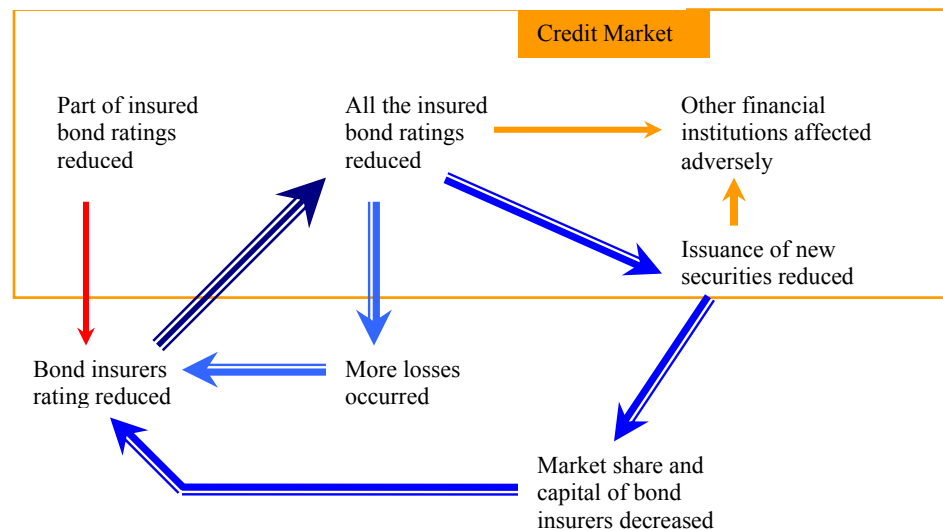 Credit Market
Part of insured
bond ratings
reduced
All the insured
bond ratings
reduced
Other financial
institutions affected
adversely
Issuance of new
securities reduced
Bond insurers
rating reduced
More losses
occurred
Market share and
capital of bond
insurers decreased